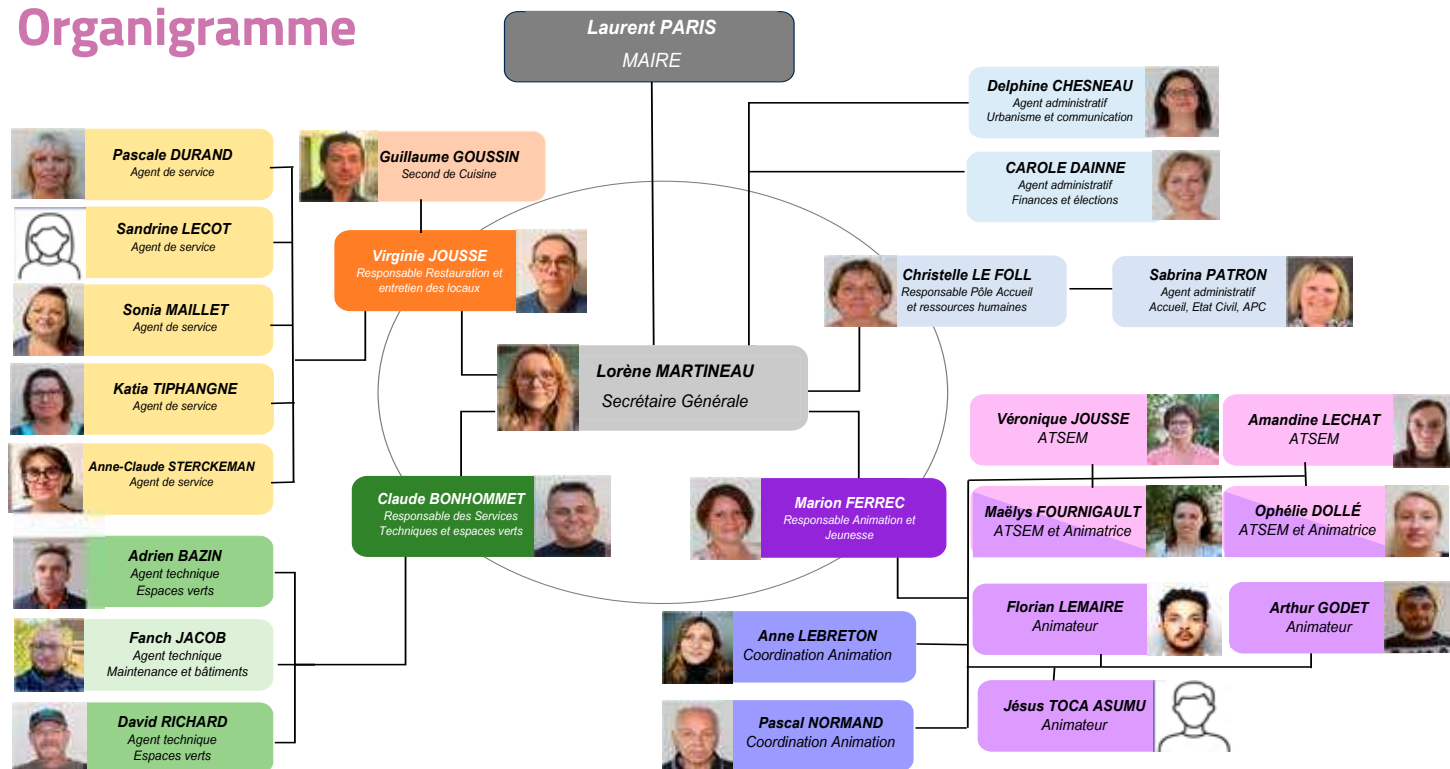 Organigramme
Laurent PARIS
MAIRE
Delphine CHESNEAU
Agent administratif
Urbanisme et communication
CAROLE DAINNE
Agent administratif
Finances et élections
Pascale DURAND
Agent de service
Guillaume GOUSSIN
Second de Cuisine
Sandrine LECOT
Agent de service
Virginie JOUSSE
Responsable Restauration et
entretien des locaux
Christelle LE FOLL
Responsable Pôle Accueil
et ressources humaines
Sabrina PATRON
Agent administratif
Accueil, Etat Civil, APC
Sonia MAILLET
Agent de service
Lorène MARTINEAU
Secrétaire Générale
Katia TIPHANGNE
Agent de service
Véronique JOUSSE
ATSEM
Amandine LECHAT
ATSEM
Anne-Claude STERCKEMAN
Agent de service
Claude BONHOMMET
Responsable des Services
Techniques et espaces verts
Marion FERREC
Responsable Animation et
Jeunesse
Maëlys FOURNIGAULT
ATSEM et Animatrice
Ophélie DOLLÉ
ATSEM et Animatrice
Adrien BAZIN
Agent technique
Espaces verts
Florian LEMAIRE
Animateur
Arthur GODET
Animateur
Fanch JACOB
Agent technique
Maintenance et bâtiments
Anne LEBRETON
Coordination Animation
David RICHARD
Agent technique
Espaces verts
Pascal NORMAND
Coordination Animation
Jésus TOCA ASUMU
Animateur